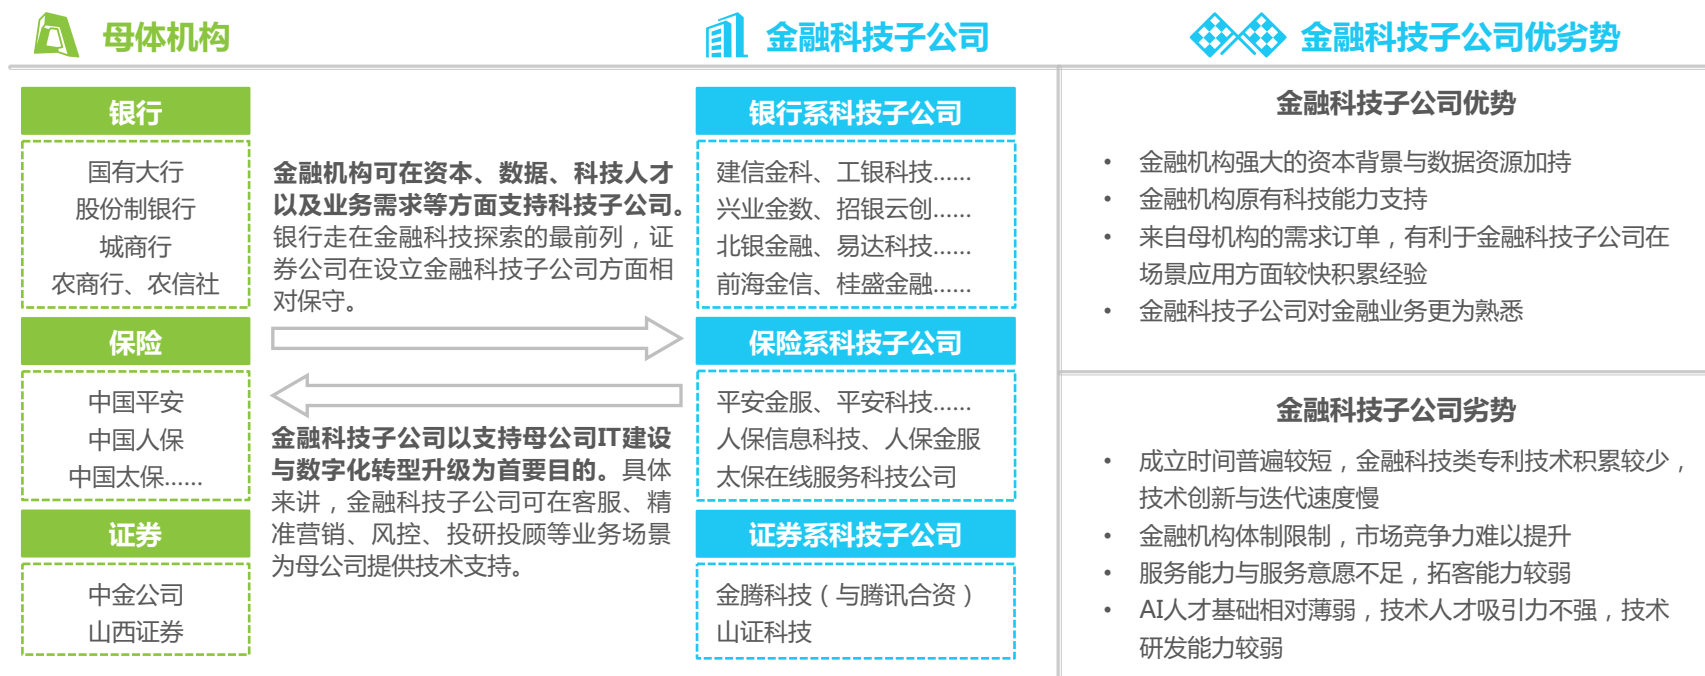 母体机构
金融科技子公司
金融科技子公司优劣势
银行
国有大行
股份制银行
城商行
农商行、农信社
保险
中国平安
中国人保
中国太保......
证券
中金公司
山西证券
金融机构可在资本、数据、科技人才
以及业务需求等方面支持科技子公司。
银行走在金融科技探索的最前列，证
券公司在设立金融科技子公司方面相
对保守。
金融科技子公司以支持母公司IT建设
与数字化转型升级为首要目的。具体
来讲，金融科技子公司可在客服、精
准营销、风控、投研投顾等业务场景
为母公司提供技术支持。
银行系科技子公司
建信金科、工银科技......
兴业金数、招银云创......
北银金融、易达科技......
前海金信、桂盛金融......
保险系科技子公司
平安金服、平安科技......
人保信息科技、人保金服
太保在线服务科技公司
证券系科技子公司
金腾科技（与腾讯合资）
山证科技
金融科技子公司优势
• 金融机构强大的资本背景与数据资源加持
• 金融机构原有科技能力支持
• 来自母机构的需求订单，有利于金融科技子公司在
场景应用方面较快积累经验
• 金融科技子公司对金融业务更为熟悉
金融科技子公司劣势
• 成立时间普遍较短，金融科技类专利技术积累较少，
技术创新与迭代速度慢
• 金融机构体制限制，市场竞争力难以提升
• 服务能力与服务意愿不足，拓客能力较弱
• AI人才基础相对薄弱，技术人才吸引力不强，技术
研发能力较弱